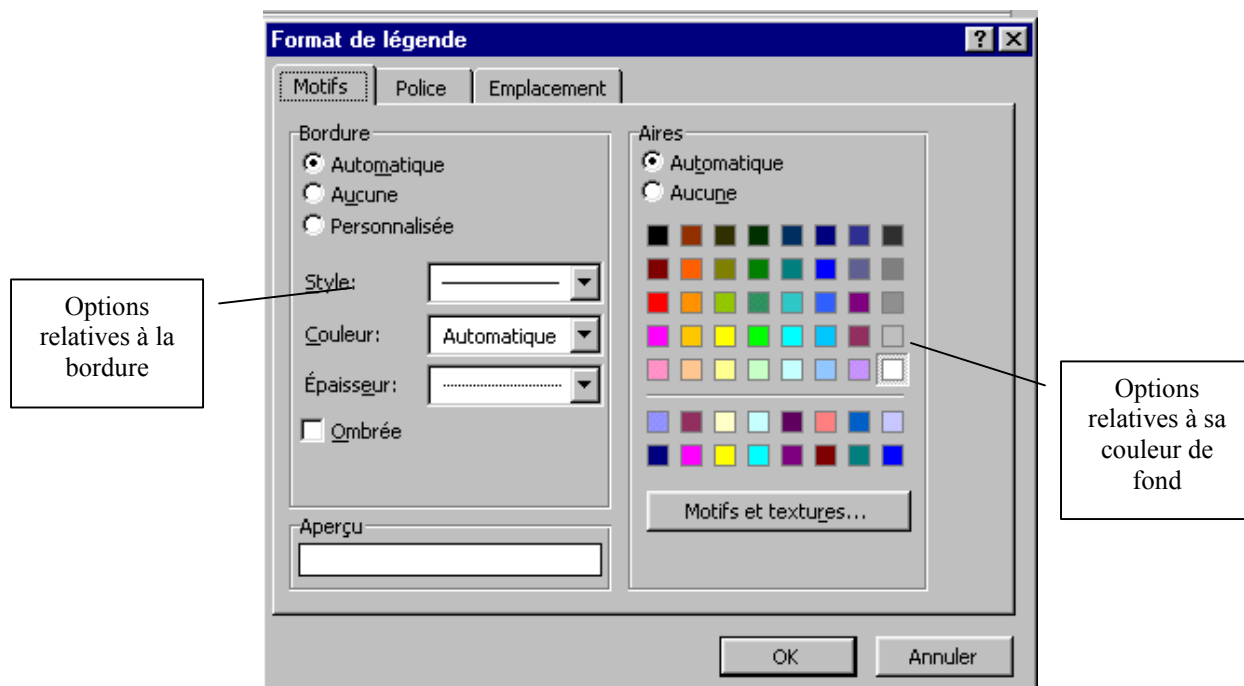 Format de légende
Motifs Police Emplacement
Bordure
Automatique
Aucune
Personnalisée
Style:
Couleur: Automatique
Épaisseur:
Ombrée
Aperçu
Aires
Automatique
Aucune
Motifs et textures...
OK Annuler
Options
relatives à la
bordure
Options
relatives à sa
couleur de
fond